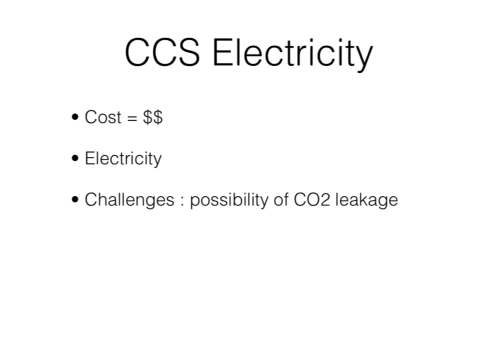 CCS Electricity
• Cost = $$
• Electricity
• Challenges : possibility of CO2 leakage